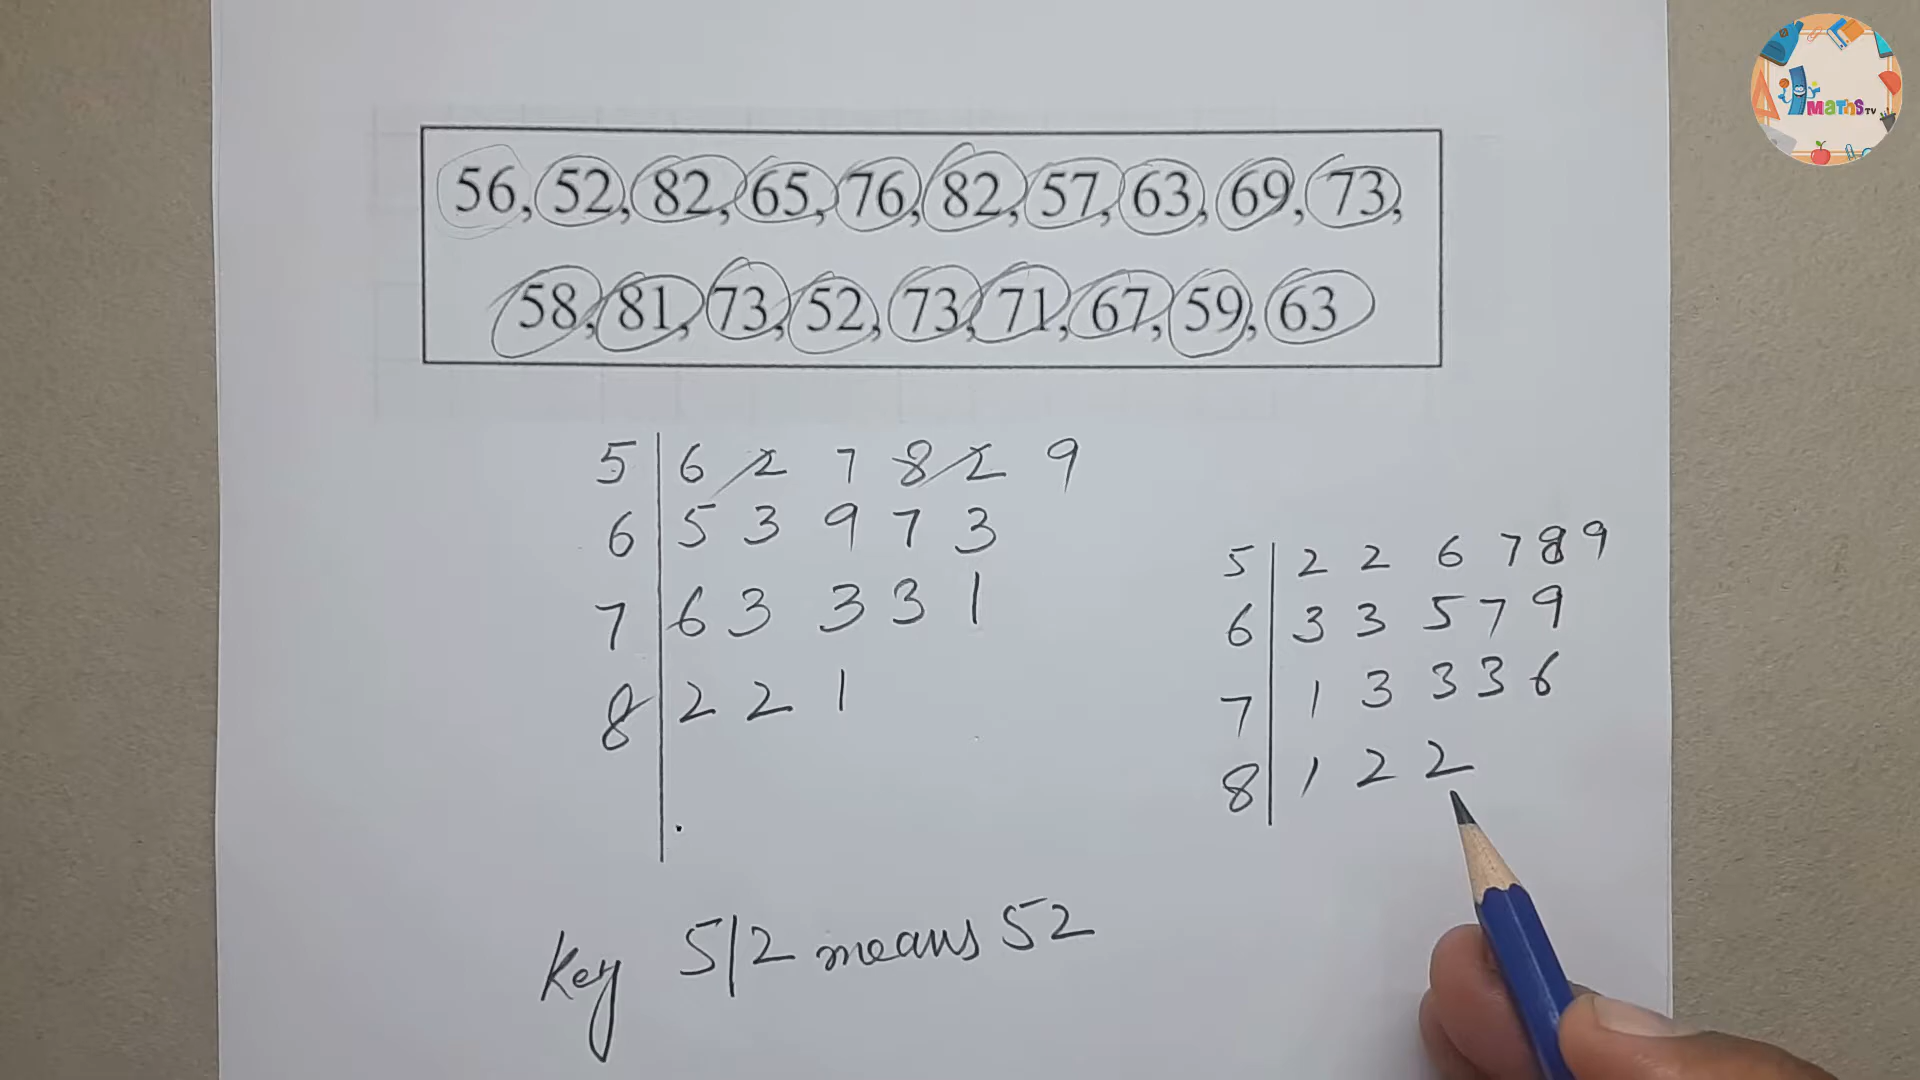 56, 52, 82, 65, 76, 82, 57, 63, 69, 73,
58, 81, 73, 52, 73, 71, 67, 59, 63
5 | 6 2 7 8 2 9
6 | 5 3 9 7 3
7 | 6 3 3 3 1
8 | 2 2 1
5 | 2 2 6 7 8 9
6 | 3 3 5 7 9
7 | 1 3 3 3 6
8 | 1 2 2
Key 5|2 means 52
MATHS TV